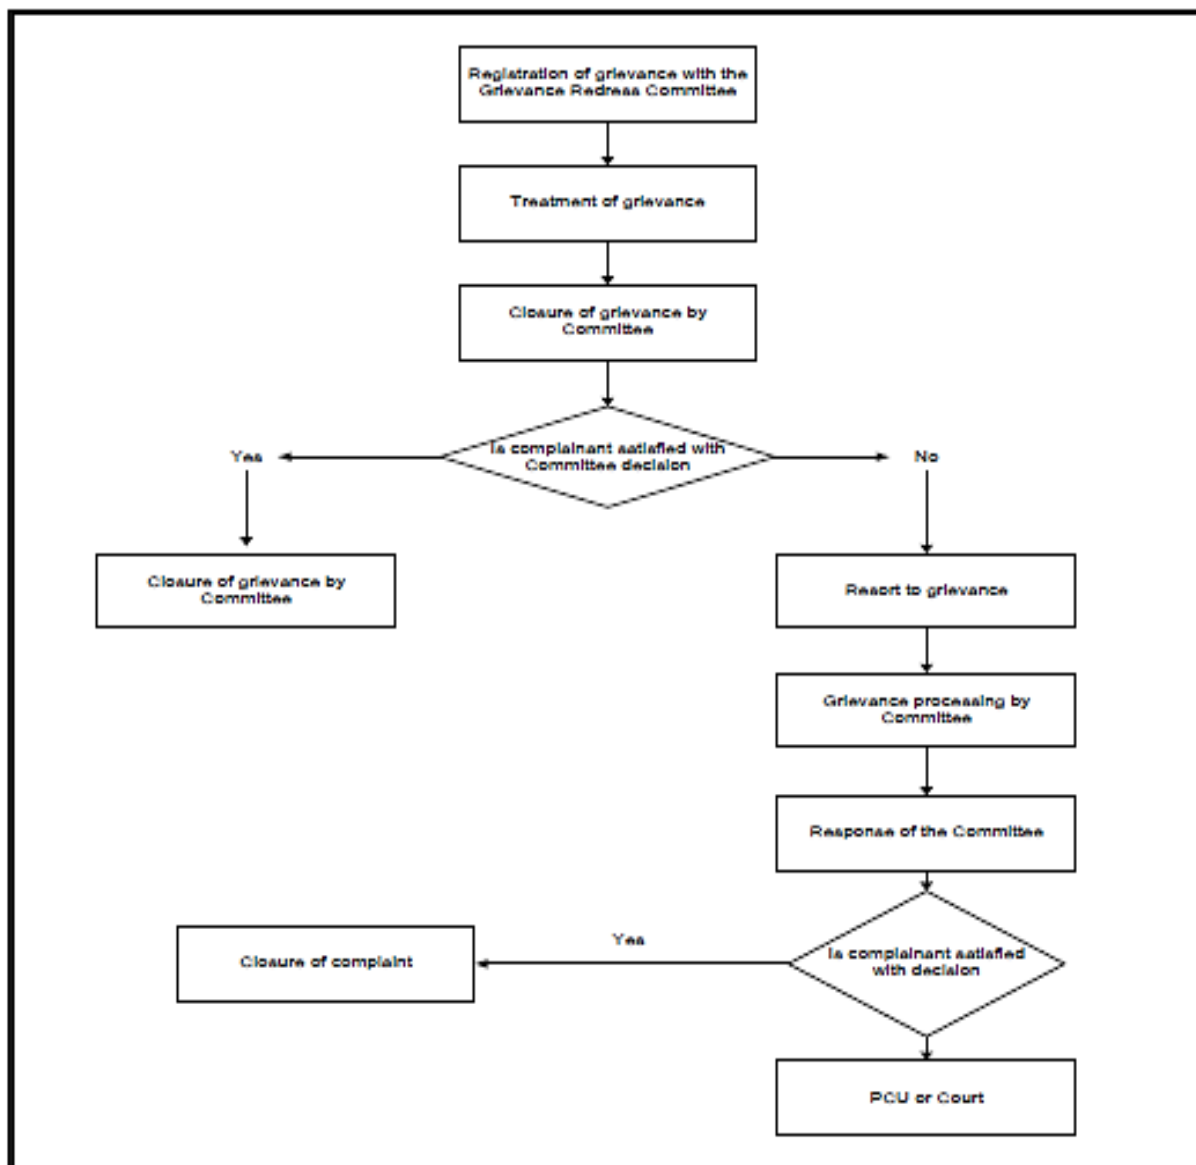 Registration of grievance with the
Grievance Redress Committee
Treatment of grievance
Closure of grievance by
Committee
Is complainant satisfied with
Committee decision
Yes
No
Closure of grievance by
Committee
Resort to grievance
Grievance processing by
Committee
Response of the Committee
Is complainant satisfied
with decision
Yes
Closure of complaint
PCU or Court